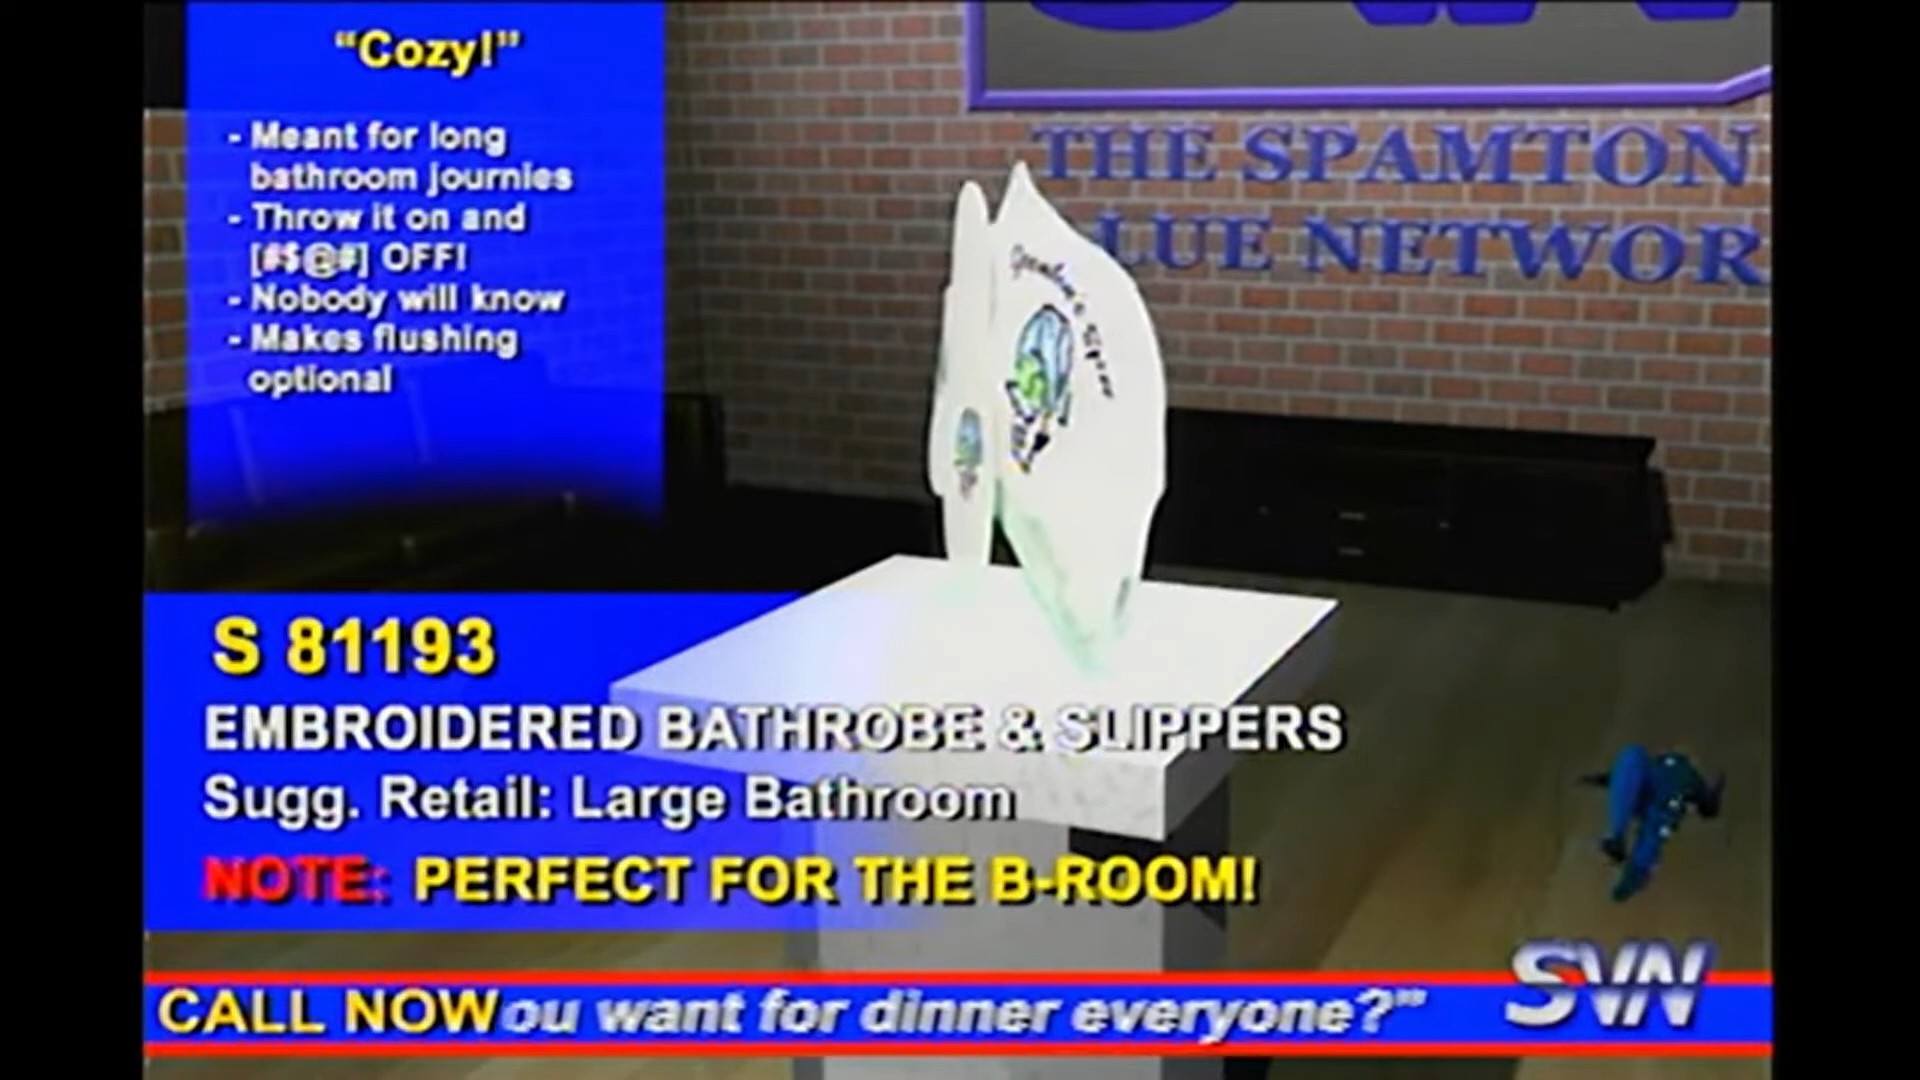 “Cozy!”
- Meant for long
bathroom journies
- Throw it on and
[#$@#] OFF!
- Nobody will know
- Makes flushing
optional
THE SPAMTON
LUE NETWOR
S 81193
EMBROIDERED BATHROBE & SLIPPERS
Sugg. Retail: Large Bathroom
NOTE: PERFECT FOR THE B-ROOM!
SVN
CALL NOW ou want for dinner everyone?”